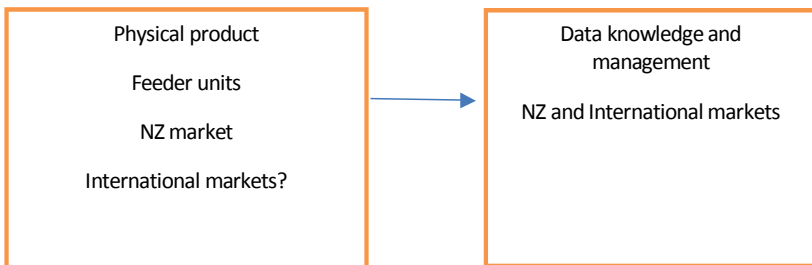 Physical product
Feeder units
NZ market
International markets?
Data knowledge and
management
NZ and International markets